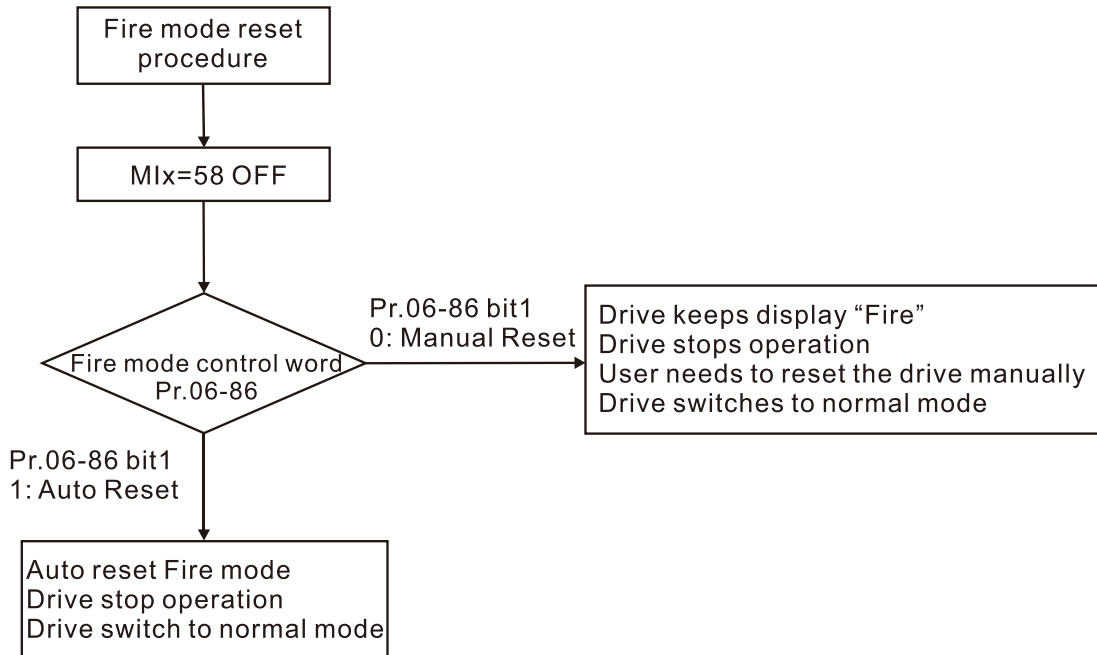 Fire mode reset
procedure
MIx=58 OFF
Fire mode control word
Pr.06-86
Pr.06-86 bit1
0: Manual Reset
Drive keeps display “Fire”
Drive stops operation
User needs to reset the drive manually
Drive switches to normal mode
Pr.06-86 bit1
1: Auto Reset
Auto reset Fire mode
Drive stop operation
Drive switch to normal mode